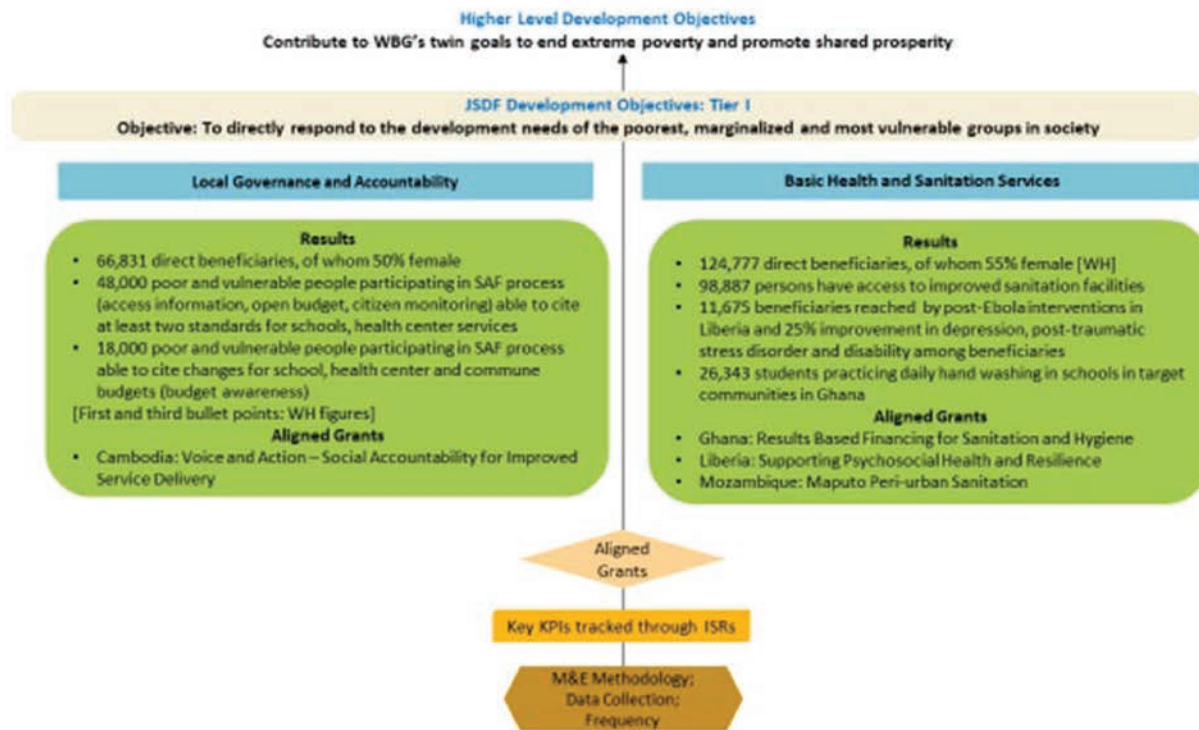 Higher Level Development Objectives
Contribute to WBG's twin goals to end extreme poverty and promote shared prosperity
JSDF Development Objectives: Tier I
Objective: To directly respond to the development needs of the poorest, marginalized and most vulnerable groups in society
Local Governance and Accountability
Results
• 66,831 direct beneficiaries, of whom 50% female
• 48,000 poor and vulnerable people participating in SAF process
(access information, open budget, citizen monitoring) able to cite
at least two standards for schools, health center services
• 18,000 poor and vulnerable people participating in SAF process
able to cite changes for school, health center and commune
budgets (budget awareness)
[First and third bullet points: WH figures]
Aligned Grants
• Cambodia: Voice and Action – Social Accountability for Improved
Service Delivery
Basic Health and Sanitation Services
Results
• 124,777 direct beneficiaries, of whom 55% female [WH]
• 98,887 persons have access to improved sanitation facilities
• 11,675 beneficiaries reached by post-Ebola interventions in
Liberia and 25% improvement in depression, post-traumatic
stress disorder and disability among beneficiaries
• 26,343 students practicing daily hand washing in schools in target
communities in Ghana
Aligned Grants
• Ghana: Results Based Financing for Sanitation and Hygiene
• Liberia: Supporting Psychosocial Health and Resilience
• Mozambique: Maputo Peri-urban Sanitation
Aligned
Grants
Key KPIs tracked through ISRs
M&E Methodology;
Data Collection;
Frequency